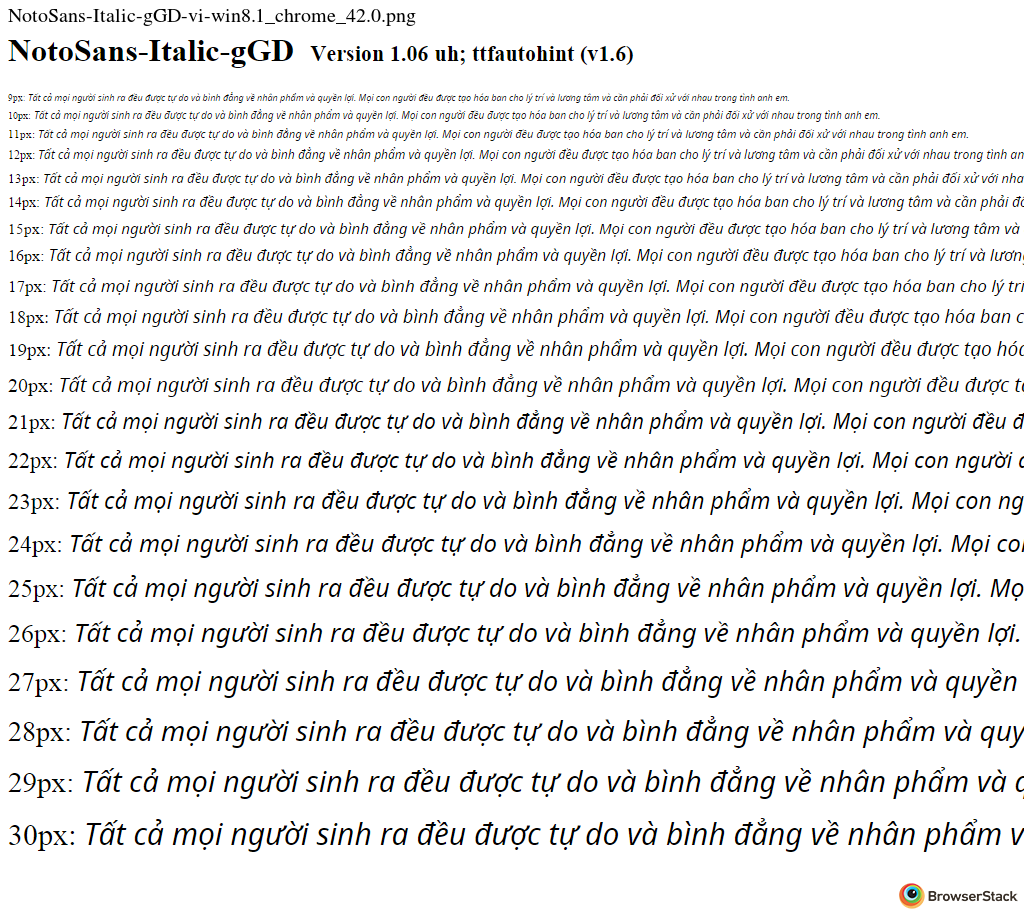 NotoSans-Italic-gGD-vi-win8.1_chrome_42.0.png
NotoSans-Italic-gGD Version 1.06 uh; ttfautohint (v1.6)
9px: Tất cả mọi người sinh ra đều được tự do và bình đẳng về nhân phẩm và quyền lợi. Mọi con người đều được tạo hóa ban cho lý trí và lương tâm và cần phải đối xử với nhau trong tình anh em.
10px: Tất cả mọi người sinh ra đều được tự do và bình đẳng về nhân phẩm và quyền lợi. Mọi con người đều được tạo hóa ban cho lý trí và lương tâm và cần phải đối xử với nhau trong tình anh em.
11px: Tất cả mọi người sinh ra đều được tự do và bình đẳng về nhân phẩm và quyền lợi. Mọi con người đều được tạo hóa ban cho lý trí và lương tâm và cần phải đối xử với nhau trong tình anh em.
12px: Tất cả mọi người sinh ra đều được tự do và bình đẳng về nhân phẩm và quyền lợi. Mọi con người đều được tạo hóa ban cho lý trí và lương tâm và cần phải đối xử với nhau trong tình an
13px: Tất cả mọi người sinh ra đều được tự do và bình đẳng về nhân phẩm và quyền lợi. Mọi con người đều được tạo hóa ban cho lý trí và lương tâm và cần phải đối xử với nha
14px: Tất cả mọi người sinh ra đều được tự do và bình đẳng về nhân phẩm và quyền lợi. Mọi con người đều được tạo hóa ban cho lý trí và lương tâm và cần phải đố
15px: Tất cả mọi người sinh ra đều được tự do và bình đẳng về nhân phẩm và quyền lợi. Mọi con người đều được tạo hóa ban cho lý trí và lương tâm và
16px: Tất cả mọi người sinh ra đều được tự do và bình đẳng về nhân phẩm và quyền lợi. Mọi con người đều được tạo hóa ban cho lý trí và lươn
17px: Tất cả mọi người sinh ra đều được tự do và bình đẳng về nhân phẩm và quyền lợi. Mọi con người đều được tạo hóa ban cho lý trí
18px: Tất cả mọi người sinh ra đều được tự do và bình đẳng về nhân phẩm và quyền lợi. Mọi con người đều được tạo hóa ban c
19px: Tất cả mọi người sinh ra đều được tự do và bình đẳng về nhân phẩm và quyền lợi. Mọi con người đều được tạo hóa
20px: Tất cả mọi người sinh ra đều được tự do và bình đẳng về nhân phẩm và quyền lợi. Mọi con người đều được tạ
21px: Tất cả mọi người sinh ra đều được tự do và bình đẳng về nhân phẩm và quyền lợi. Mọi con người đều đ
22px: Tất cả mọi người sinh ra đều được tự do và bình đẳng về nhân phẩm và quyền lợi. Mọi con người đ
23px: Tất cả mọi người sinh ra đều được tự do và bình đẳng về nhân phẩm và quyền lợi. Mọi con ng
24px: Tất cả mọi người sinh ra đều được tự do và bình đẳng về nhân phẩm và quyền lợi. Mọi con
25px: Tất cả mọi người sinh ra đều được tự do và bình đẳng về nhân phẩm và quyền lợi. Mọ
26px: Tất cả mọi người sinh ra đều được tự do và bình đẳng về nhân phẩm và quyền lợi.
27px: Tất cả mọi người sinh ra đều được tự do và bình đẳng về nhân phẩm và quyền
28px: Tất cả mọi người sinh ra đều được tự do và bình đẳng về nhân phẩm và quy
29px: Tất cả mọi người sinh ra đều được tự do và bình đẳng về nhân phẩm và q
30px: Tất cả mọi người sinh ra đều được tự do và bình đẳng về nhân phẩm v
BrowserStack